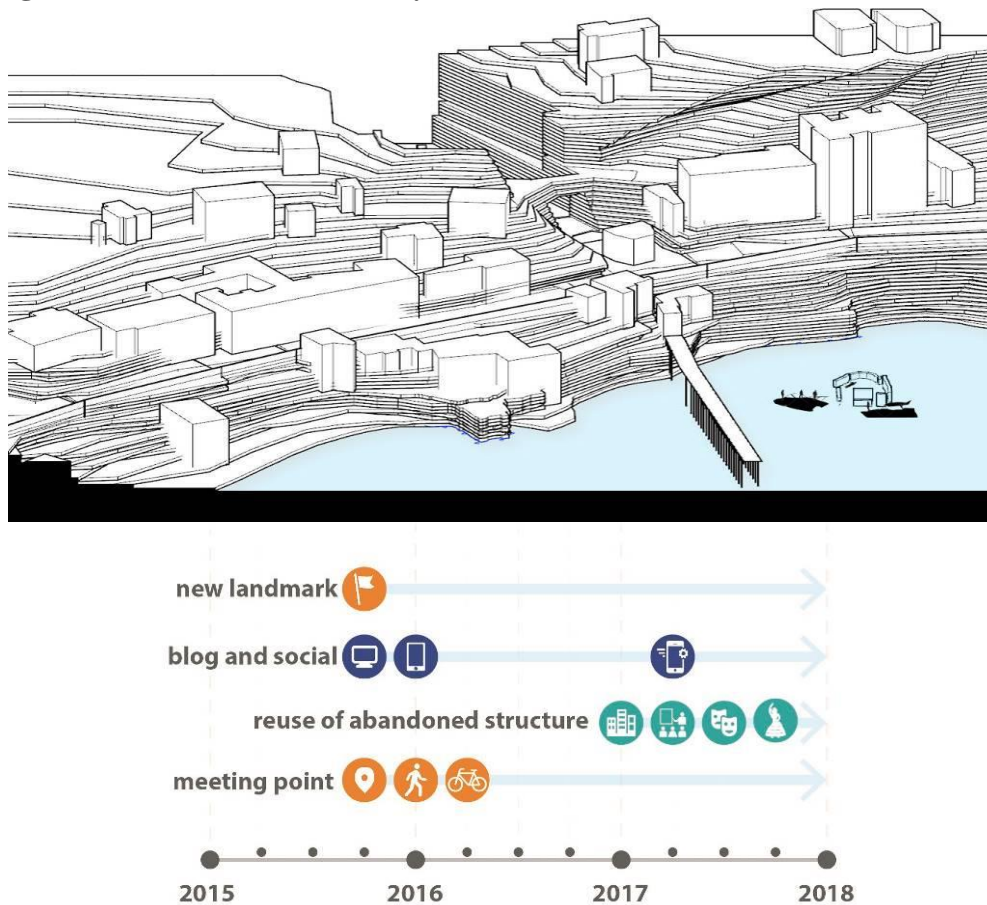 new landmark
blog and social
reuse of abandoned structure
meeting point
2015 2016 2017 2018